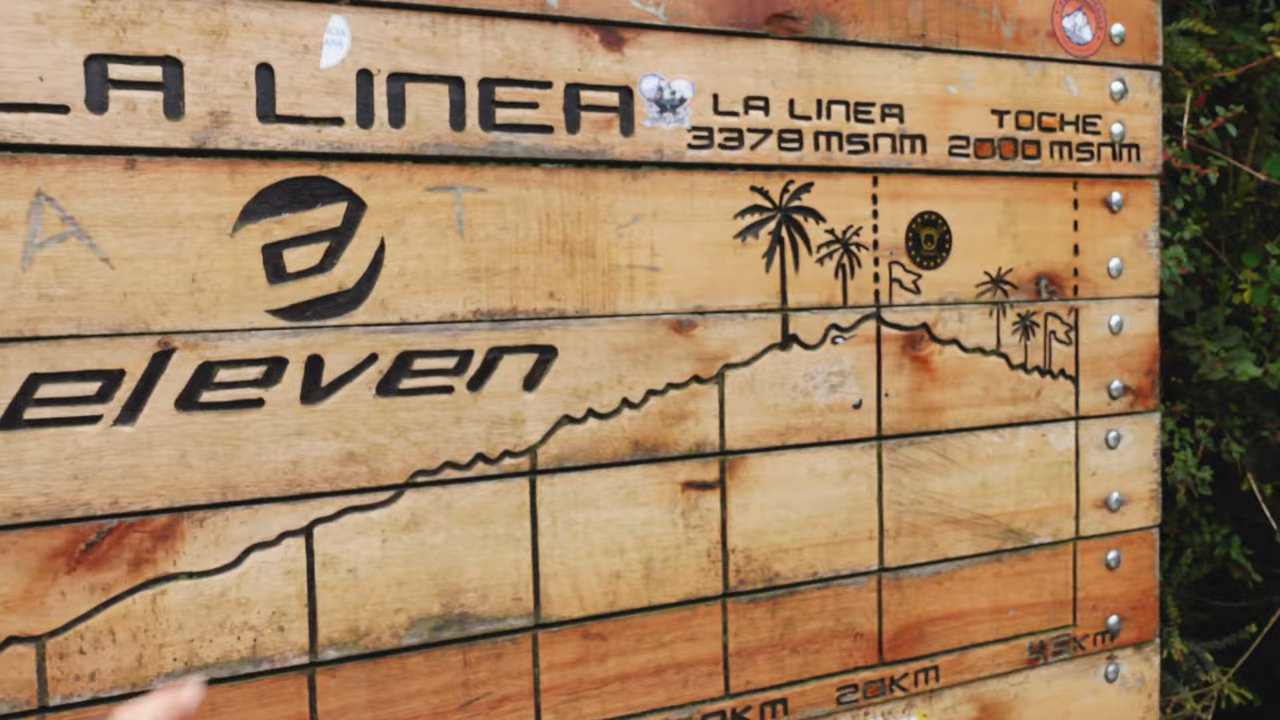 LA LINEA
LA LINEA
3378 msnm
TOCHE
2000 msnm
A T
eleven
20KM
45KM